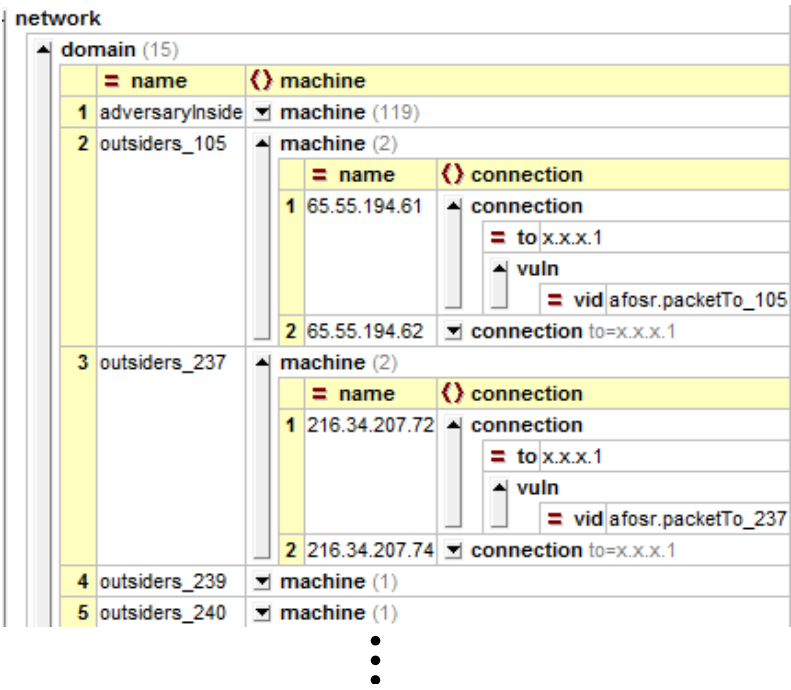 network
domain (15)
= name {} machine
1 adversaryInside machine (119)
2 outsiders_105 machine (2)
= name {} connection
1 65.55.194.61 connection
= to x.x.x.1
vuln
= vid afosr.packetTo_105
2 65.55.194.62 connection to=x.x.x.1
3 outsiders_237 machine (2)
= name {} connection
1 216.34.207.72 connection
= to x.x.x.1
vuln
= vid afosr.packetTo_237
2 216.34.207.74 connection to=x.x.x.1
4 outsiders_239 machine (1)
5 outsiders_240 machine (1)